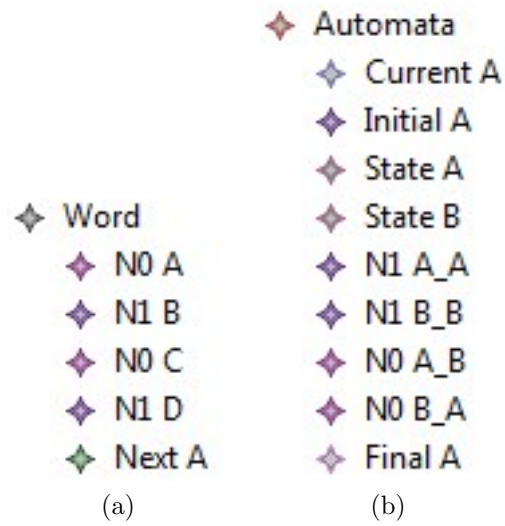 Word
N0 A
N1 B
N0 C
N1 D
Next A
(a)
Automata
Current A
Initial A
State A
State B
N1 A_A
N1 B_B
N0 A_B
N0 B_A
Final A
(b)